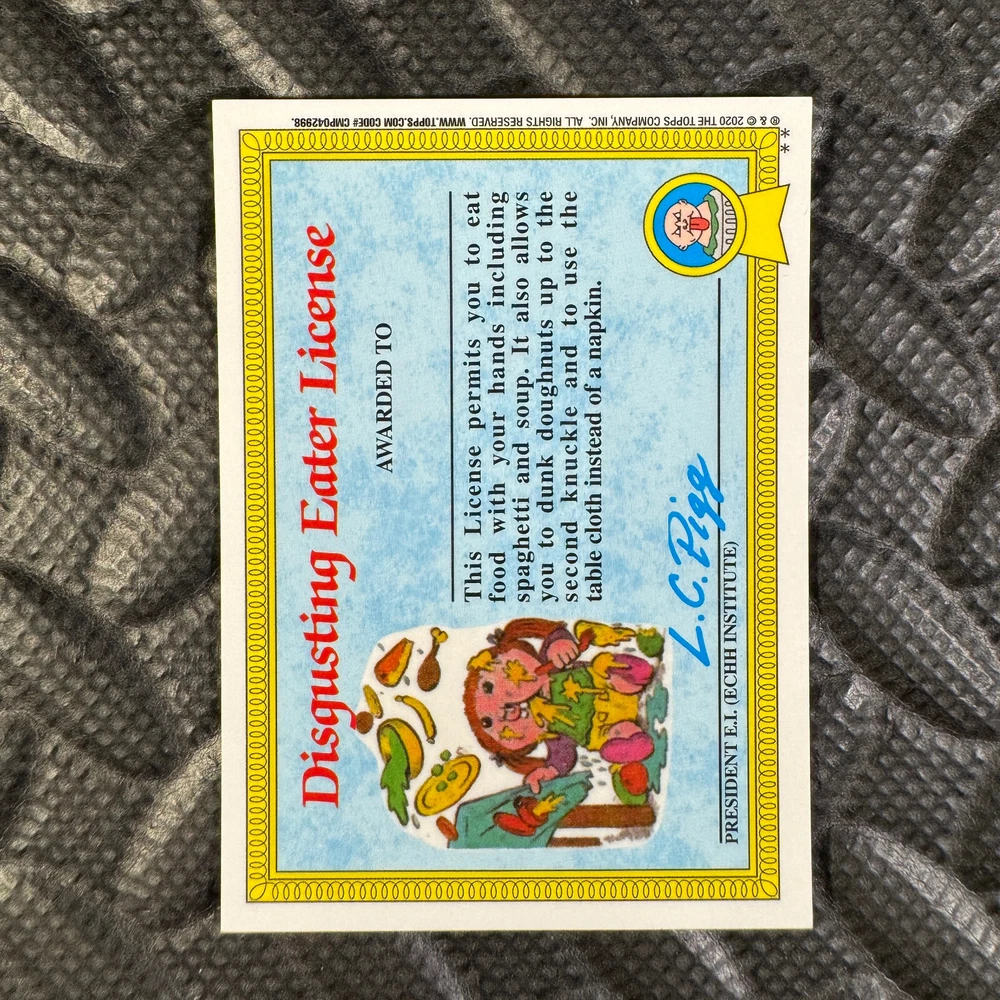 Disgusting Eater License
AWARDED TO
This License permits you to eat
food with your hands including
spaghetti and soup. It also allows
you to dunk doughnuts up to the
second knuckle and to use the
table cloth instead of a napkin.
L.C. Pigg
PRESIDENT E.I. (ECHH INSTITUTE)
® & © 2020 THE TOPPS COMPANY, INC. ALL RIGHTS RESERVED. WWW.TOPPS.COM CODE# CMP042998.
**